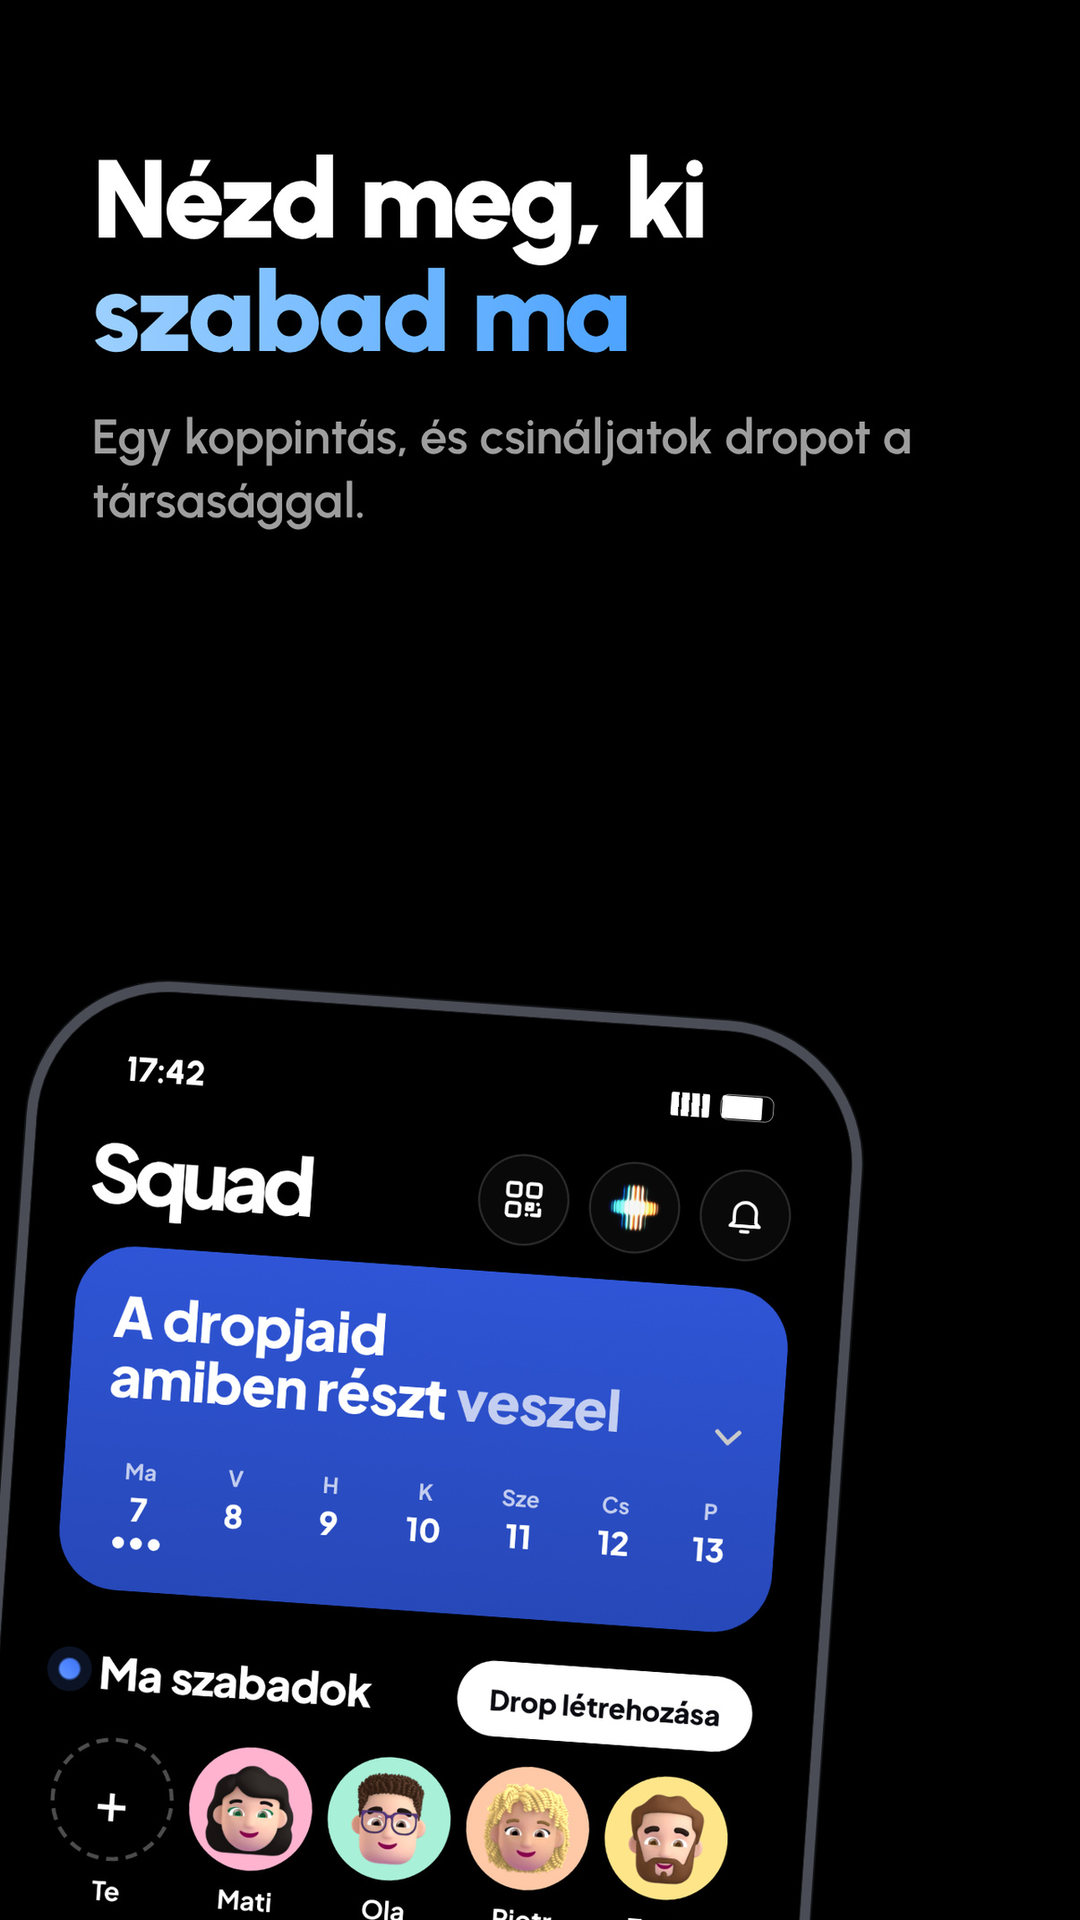 Nézd meg, ki
szabad ma
Egy koppintás, és csináljatok dropot a
társasággal.
17:42
Squad
A dropjaid
amiben részt veszel
Ma V H K Sze Cs P
7 8 9 10 11 12 13
Ma szabadok
Drop létrehozása
Te Mati Ola Piotr